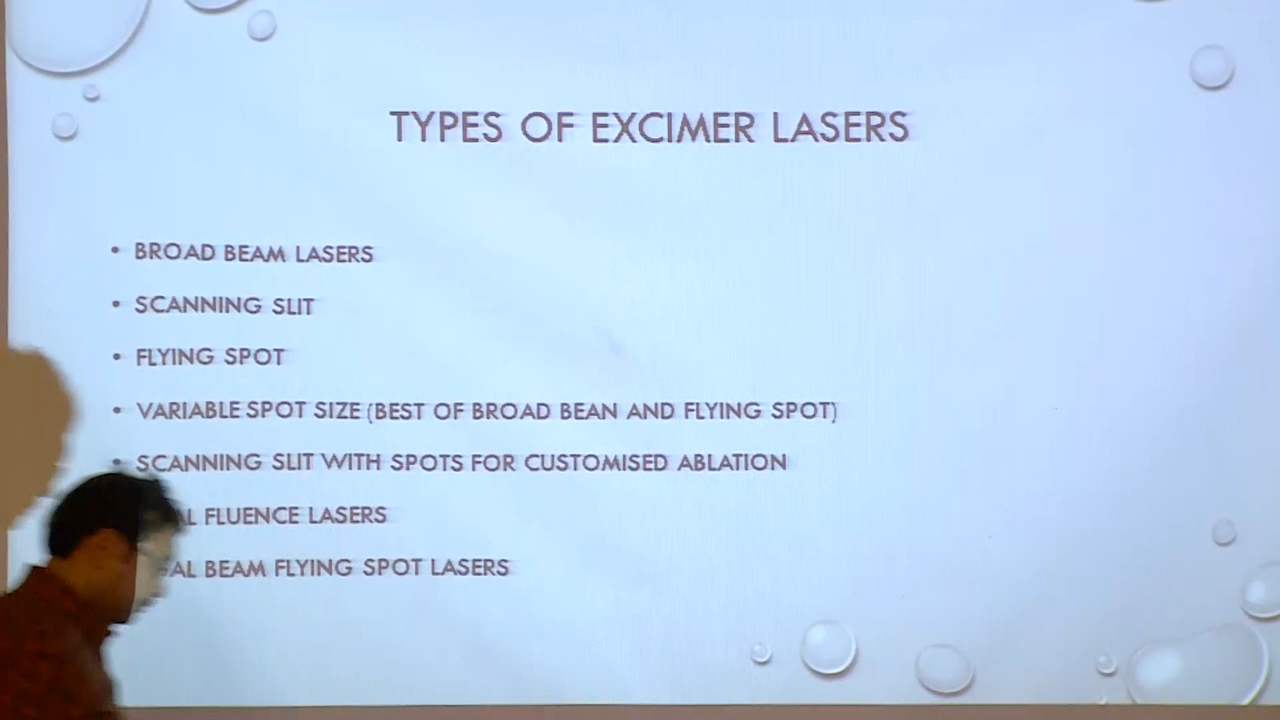 TYPES OF EXCIMER LASERS
• BROAD BEAM LASERS
• SCANNING SLIT
• FLYING SPOT
• VARIABLE SPOT SIZE (BEST OF BROAD BEAN AND FLYING SPOT)
• SCANNING SLIT WITH SPOTS FOR CUSTOMISED ABLATION
FLUENCE LASERS
BEAM FLYING SPOT LASERS